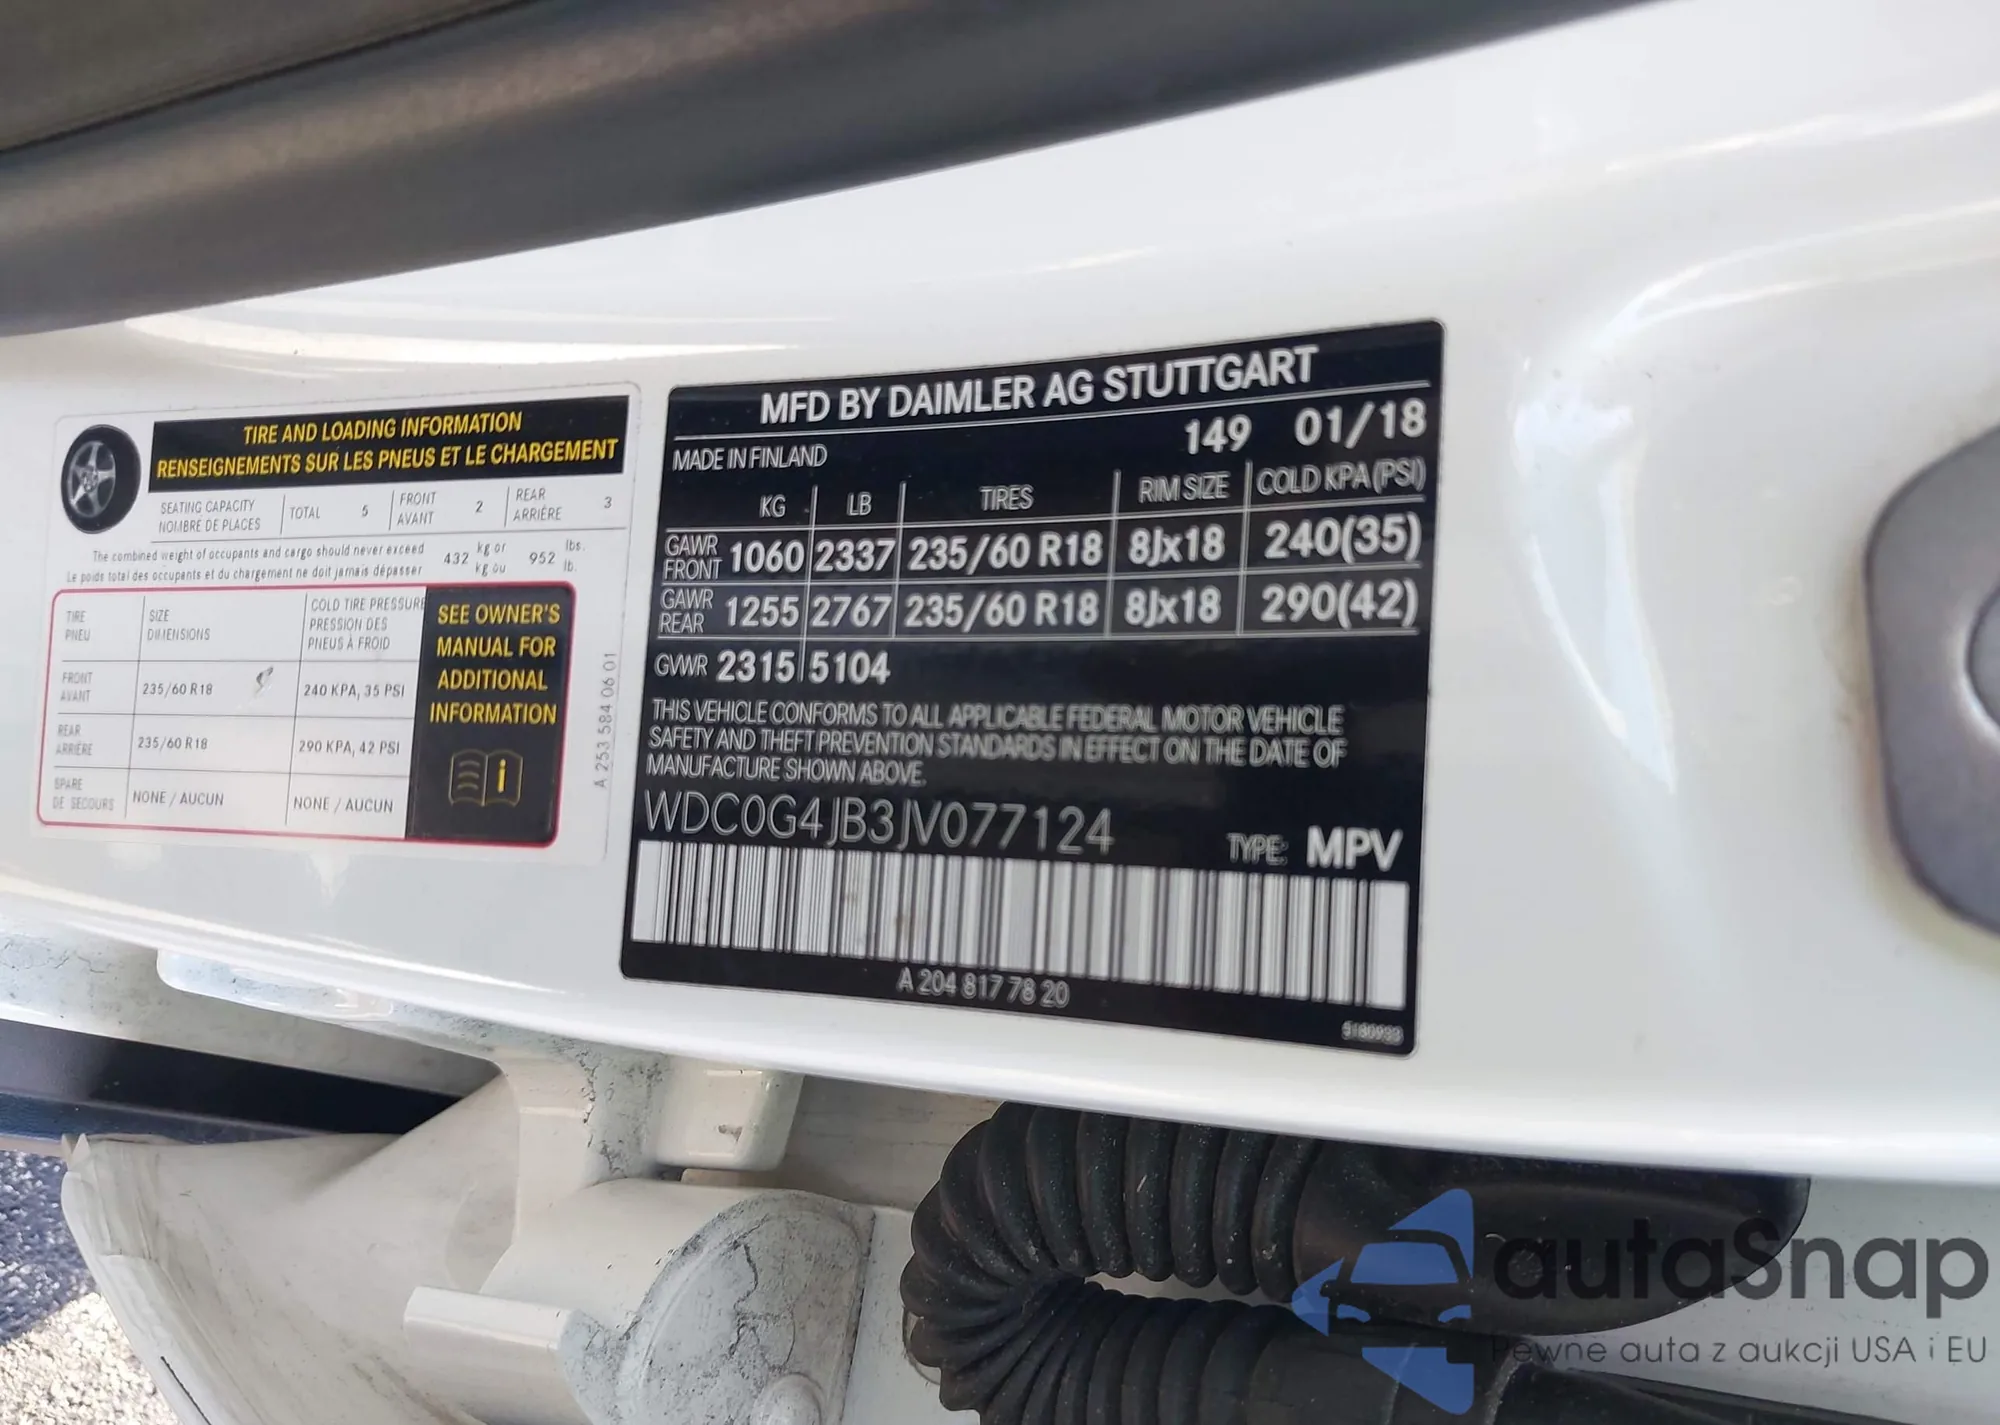 TIRE AND LOADING INFORMATION
RENSEIGNEMENTS SUR LES PNEUS ET LE CHARGEMENT
SEATING CAPACITY
NOMBRE DE PLACES
TOTAL 5
FRONT
AVANT 2
REAR
ARRIÈRE 3
The combined weight of occupants and cargo should never exceed 432 kg or 952 lbs.
Le poids total des occupants et du chargement ne doit jamais dépasser kg ou lb.
TIRE
PNEU
SIZE
DIMENSIONS
COLD TIRE PRESSURE
PRESSION DES
PNEUS À FROID
FRONT
AVANT
235/60 R18
240 KPA, 35 PSI
REAR
ARRIÈRE
235/60 R18
290 KPA, 42 PSI
SPARE
DE SECOURS
NONE / AUCUN
NONE / AUCUN
SEE OWNER'S
MANUAL FOR
ADDITIONAL
INFORMATION
A 253 584 06 01
MFD BY DAIMLER AG STUTTGART
MADE IN FINLAND 149 01/18
KG LB TIRES RIM SIZE COLD KPA(PSI)
GAWR FRONT 1060 2337 235/60 R18 8Jx18 240(35)
GAWR REAR 1255 2767 235/60 R18 8Jx18 290(42)
GVWR 2315 5104
THIS VEHICLE CONFORMS TO ALL APPLICABLE FEDERAL MOTOR VEHICLE
SAFETY AND THEFT PREVENTION STANDARDS IN EFFECT ON THE DATE OF
MANUFACTURE SHOWN ABOVE.
WDC0G4JB3JV077124 TYPE: MPV
A 204 817 78 20
5180933
autaSnap
Pewne auta z aukcji USA i EU